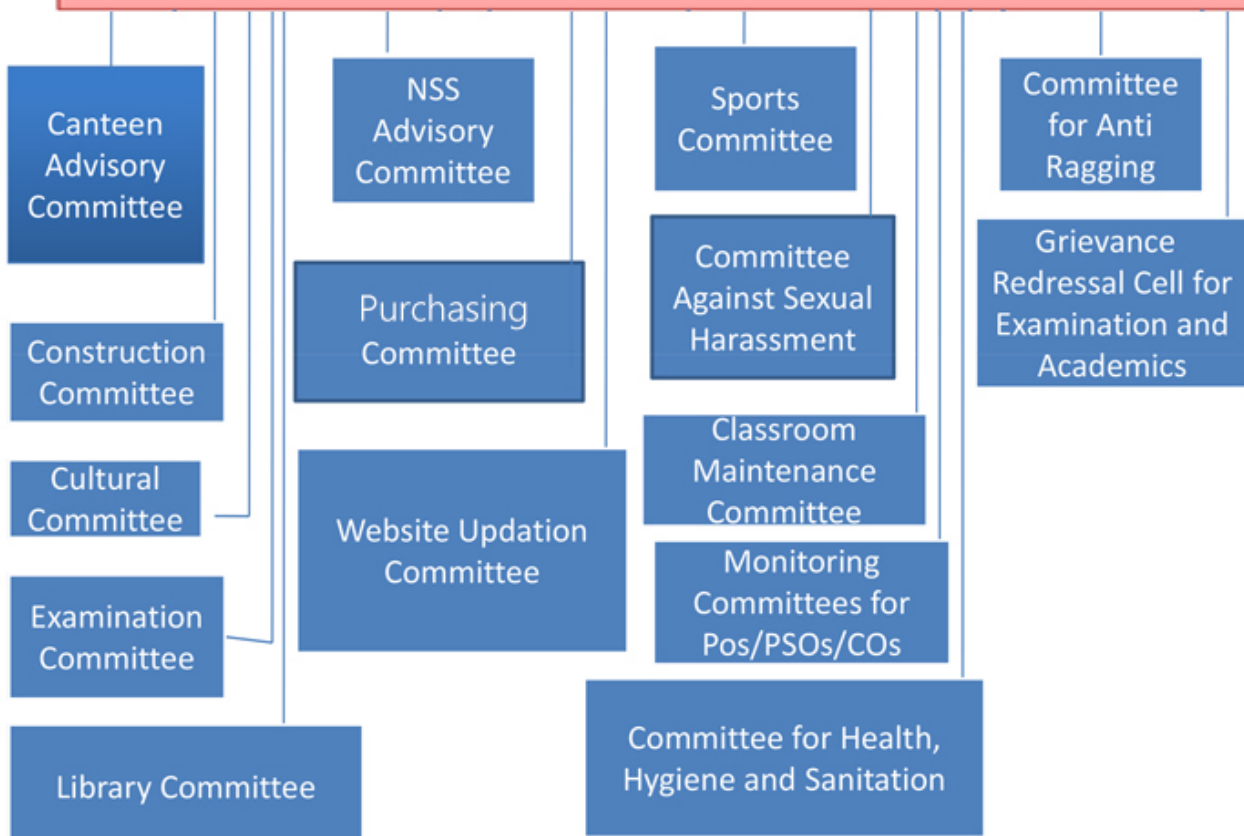 Canteen
Advisory
Committee
Construction
Committee
Cultural
Committee
Examination
Committee
Library Committee
NSS
Advisory
Committee
Purchasing
Committee
Website Updation
Committee
Sports
Committee
Committee
Against Sexual
Harassment
Classroom
Maintenance
Committee
Monitoring
Committees for
Pos/PSOs/COs
Committee for Health,
Hygiene and Sanitation
Committee
for Anti
Ragging
Grievance
Redressal Cell for
Examination and
Academics